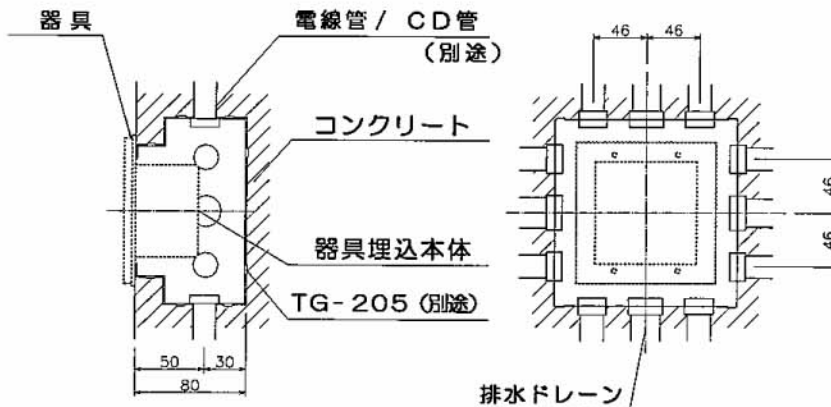 器具
電線管/ CD管
(別途)
コンクリート
器具埋込本体
TG-205 (別途)
50 30
80
46 46
46
46
排水ドレーン